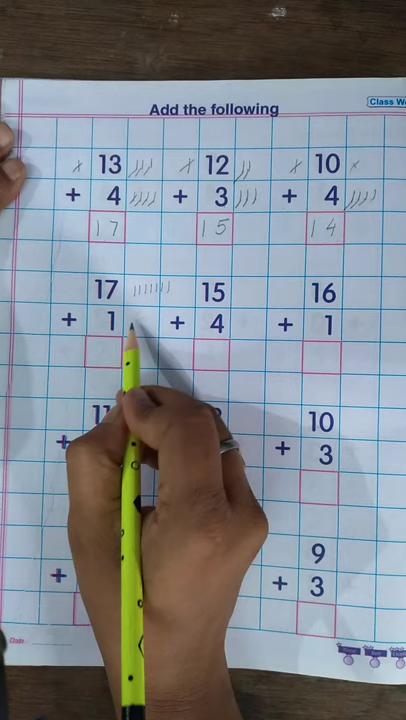 Add the following
Class W
13 12 10
+ 4 + 3 + 4
17 15 14
17 15 16
+ 1 + 4 + 1
10
+ + 3
9
+ + 3
Date: